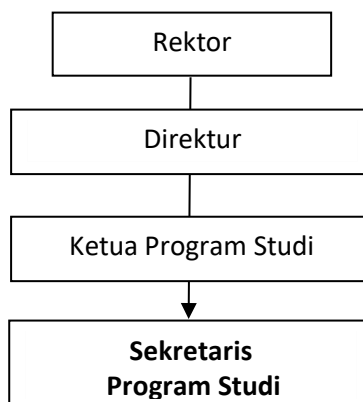 Rektor
Direktur
Ketua Program Studi
Sekretaris
Program Studi